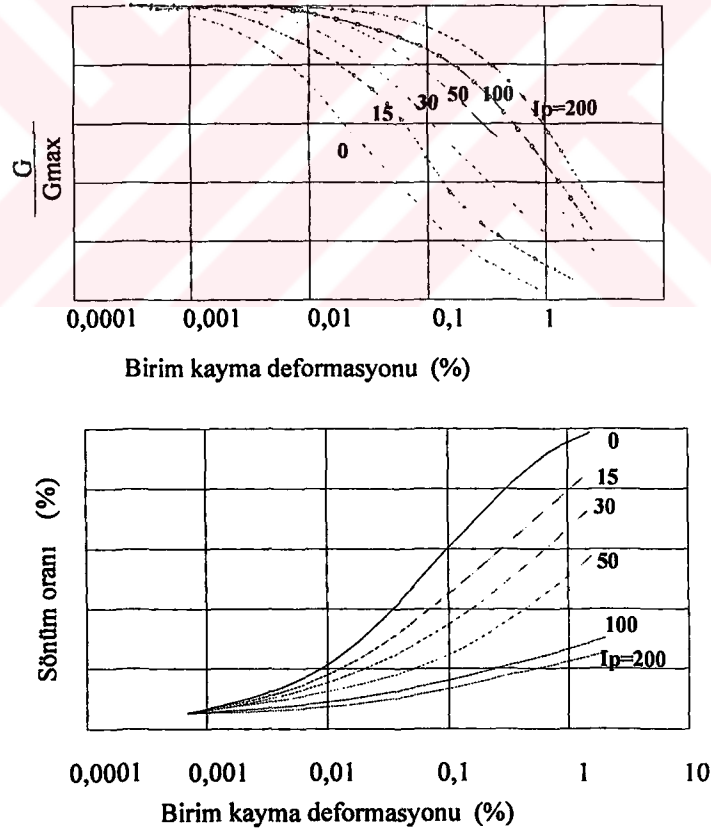 G
Gmax
0
15
30
50
100
Ip=200
0,0001 0,001 0,01 0,1 1
Birim kayma deformasyonu (%)
Sönüm oranı (%)
0
15
30
50
100
Ip=200
0,0001 0,001 0,01 0,1 1 10
Birim kayma deformasyonu (%)